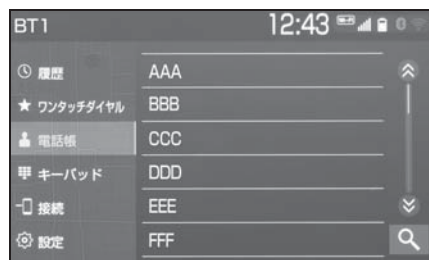 BT1
12:43
0
履歴
ワンタッチダイヤル
電話帳
キーパッド
接続
設定
AAA
BBB
CCC
DDD
EEE
FFF